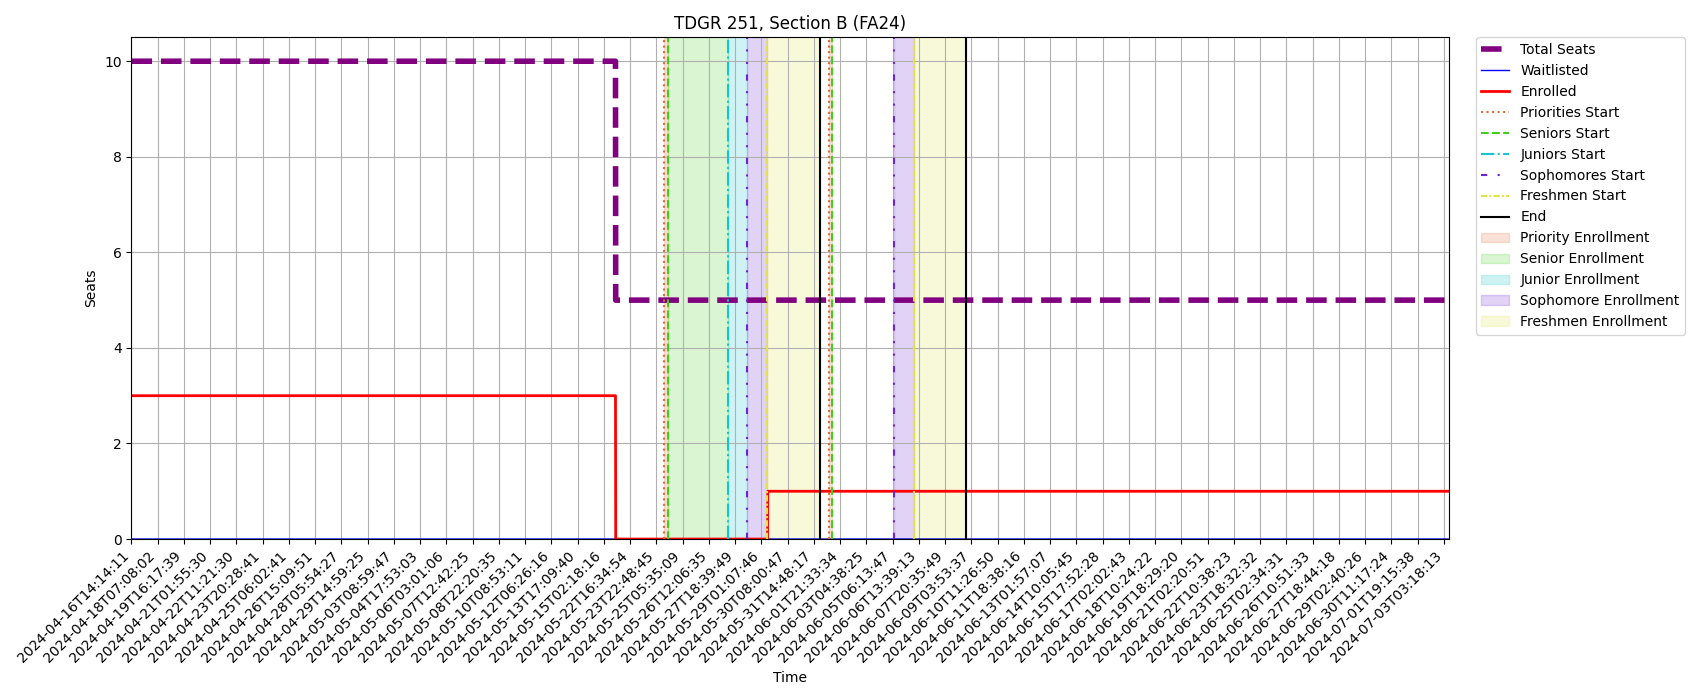 TDGR 251, Section B (FA24)
10
8
6
4
2
0
Seats
2024-04-16T14:14:11
2024-04-18T07:08:02
2024-04-19T16:17:39
2024-04-21T01:55:30
2024-04-22T11:21:30
2024-04-23T20:28:41
2024-04-25T06:02:41
2024-04-26T15:09:51
2024-04-28T05:54:27
2024-04-29T14:59:25
2024-05-03T08:59:47
2024-05-04T17:53:03
2024-05-06T03:01:06
2024-05-07T12:42:25
2024-05-08T22:20:35
2024-05-10T08:53:11
2024-05-12T06:26:16
2024-05-13T17:09:40
2024-05-15T02:18:16
2024-05-22T16:34:54
2024-05-23T22:48:45
2024-05-25T05:35:09
2024-05-26T12:06:35
2024-05-27T18:39:49
2024-05-29T01:07:46
2024-05-30T08:00:47
2024-05-31T14:48:17
2024-06-01T21:33:34
2024-06-03T04:38:25
2024-06-05T06:13:47
2024-06-06T13:39:13
2024-06-07T20:35:49
2024-06-09T03:53:37
2024-06-10T11:26:50
2024-06-11T18:38:16
2024-06-13T01:57:07
2024-06-14T10:05:45
2024-06-15T17:52:28
2024-06-17T02:02:43
2024-06-18T10:24:22
2024-06-19T18:29:20
2024-06-21T02:20:51
2024-06-22T10:38:23
2024-06-23T18:32:32
2024-06-25T02:34:31
2024-06-26T10:51:33
2024-06-27T18:44:18
2024-06-29T02:40:26
2024-06-30T11:17:24
2024-07-01T19:15:38
2024-07-03T03:18:13
Time
Total Seats
Waitlisted
Enrolled
Priorities Start
Seniors Start
Juniors Start
Sophomores Start
Freshmen Start
End
Priority Enrollment
Senior Enrollment
Junior Enrollment
Sophomore Enrollment
Freshmen Enrollment